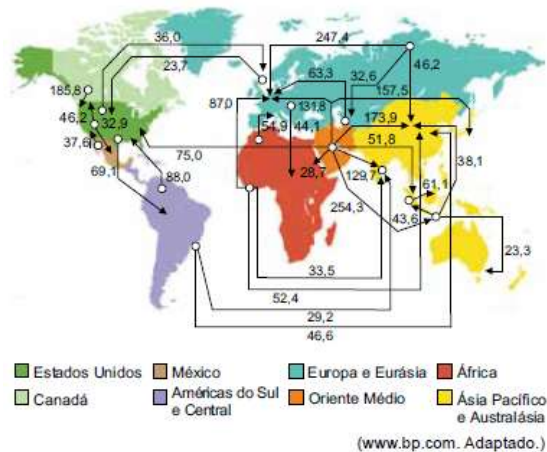 36,0
247,4
23,7
63,3
32,6
46,2
185,8
87,0
131,8
157,5
46,2
32,9
54,9
44,1
173,9
37,6
75,0
51,8
38,1
69,1
88,0
28,7
129,7
61,1
254,3
43,6
33,5
23,3
52,4
29,2
46,6
Estados Unidos
México
Europa e Eurásia
África
Canadá
Américas do Sul
e Central
Oriente Médio
Ásia Pacífico
e Australásia
(www.bp.com. Adaptado.)